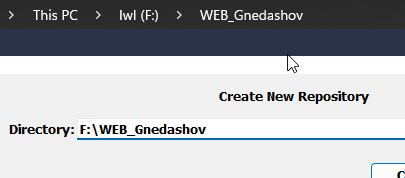 This PC > lwl (F:) > WEB_Gnedashov
Create New Repository
Directory: F:\WEB_Gnedashov